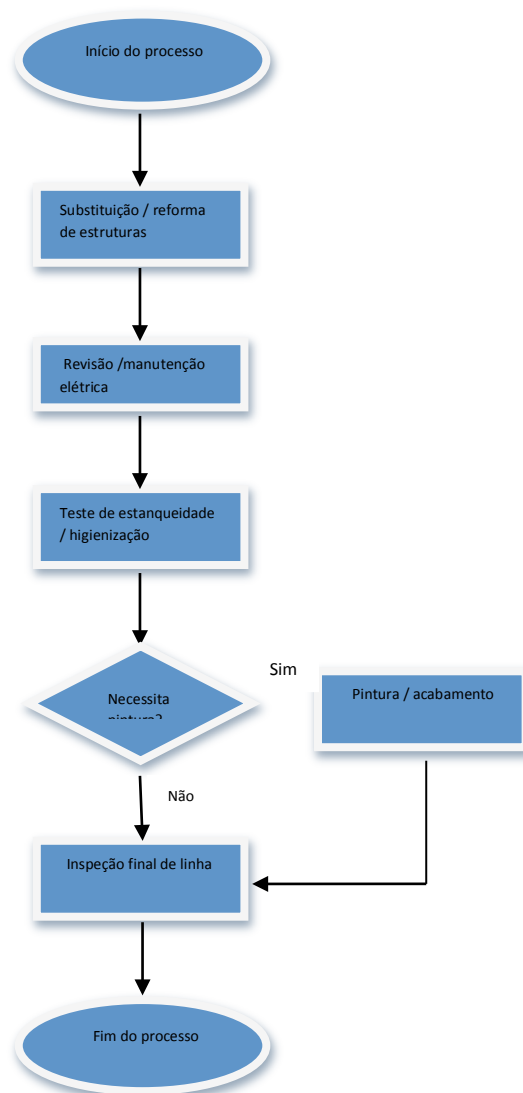 Início do processo
Substituição / reforma
de estruturas
Revisão /manutenção
elétrica
Teste de estanqueidade
/ higienização
Necessita
pintura?
Sim
Pintura / acabamento
Não
Inspeção final de linha
Fim do processo